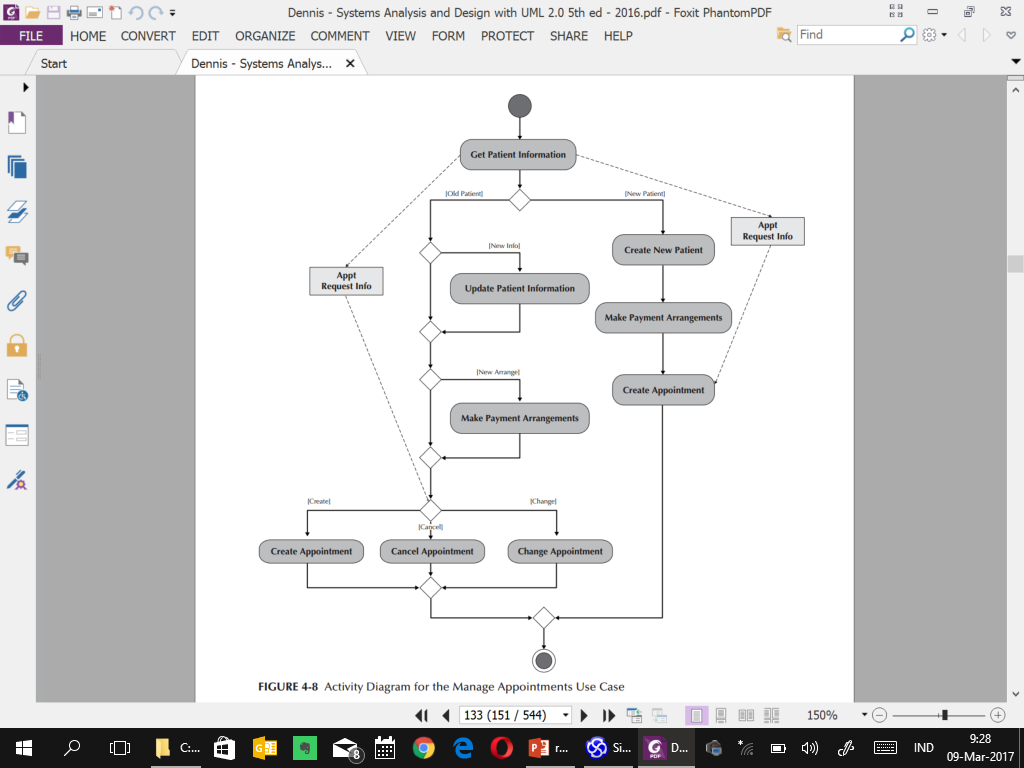 Dennis - Systems Analysis and Design with UML 2.0 5th ed - 2016.pdf - Foxit PhantomPDF
FILE HOME CONVERT EDIT ORGANIZE COMMENT VIEW FORM PROTECT SHARE HELP
Find
Start
Dennis - Systems Analys...
Get Patient Information
[Old Patient]
[New Patient]
Appt
Request Info
[New Info]
Create New Patient
Appt
Request Info
Update Patient Information
Make Payment Arrangements
[New Arrange]
Create Appointment
Make Payment Arrangements
[Create]
[Change]
[Cancel]
Create Appointment
Cancel Appointment
Change Appointment
FIGURE 4-8 Activity Diagram for the Manage Appointments Use Case
133 (151 / 544)
150%
C:...
8
r...
Si...
D...
IND
9:28
09-Mar-2017